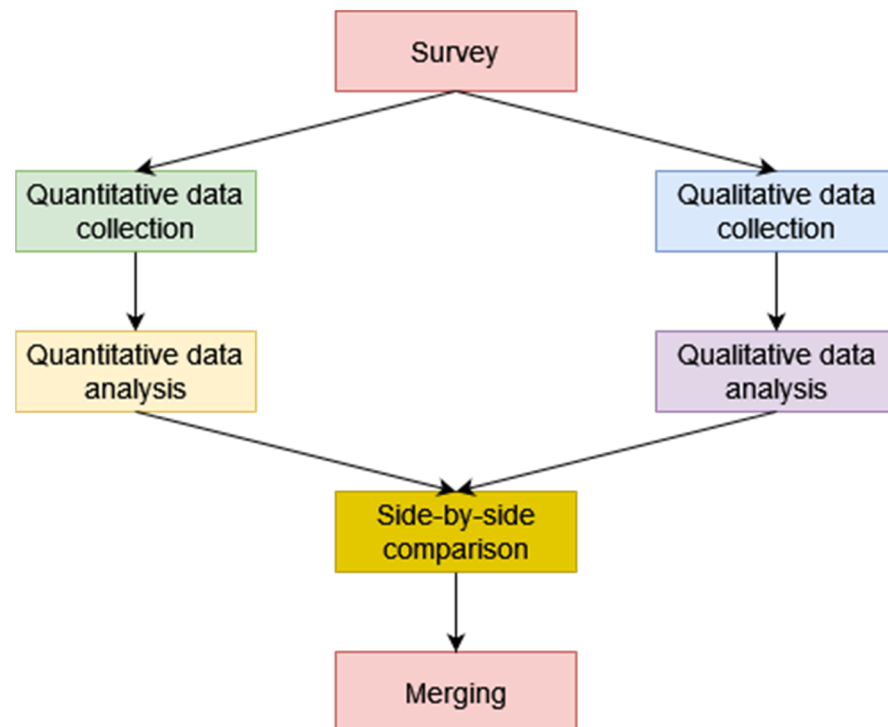 Survey
Quantitative data
collection
Qualitative data
collection
Quantitative data
analysis
Qualitative data
analysis
Side-by-side
comparison
Merging